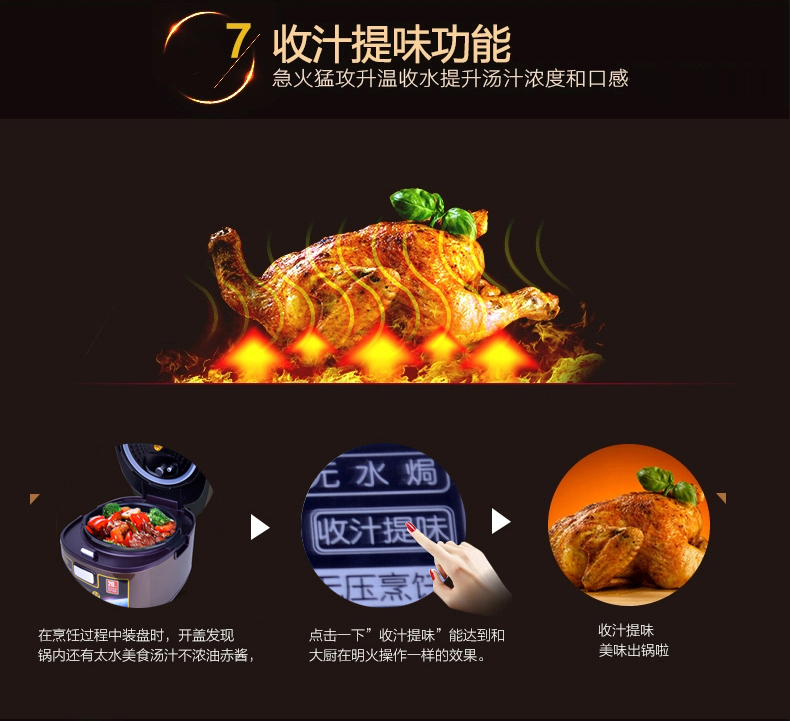 7
收汁提味功能
急火猛攻升温收水提升汤汁浓度和口感
无水焗
收汁提味
无压烹饪
在烹饪过程中装盘时，开盖发现
锅内还有太水美食汤汁不浓油赤酱，
点击一下”收汁提味”能达到和
大厨在明火操作一样的效果。
收汁提味
美味出锅啦